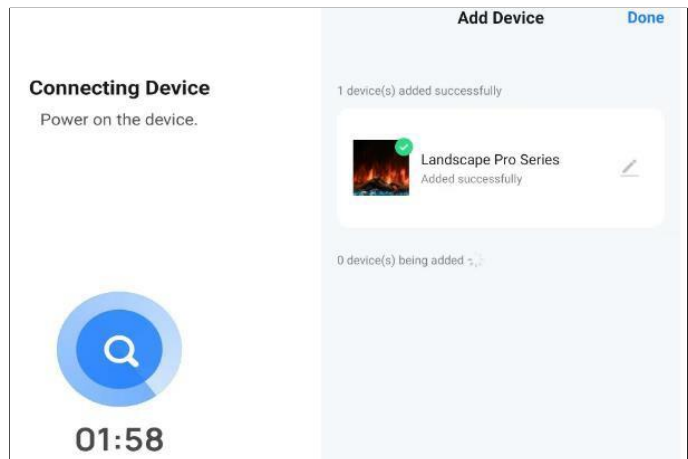 Connecting Device
Power on the device.
01:58
Add Device
Done
1 device(s) added successfully
Landscape Pro Series
Added successfully
0 device(s) being added